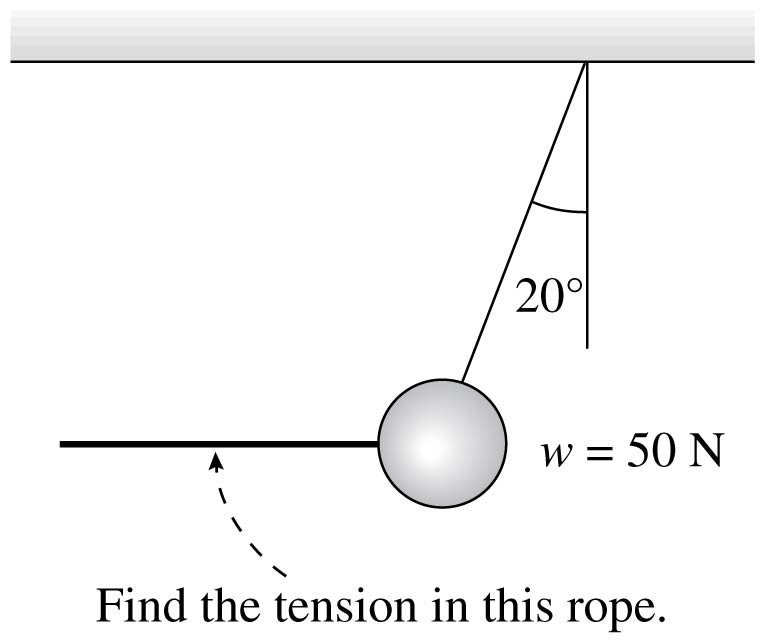 20°
w = 50 N
Find the tension in this rope.